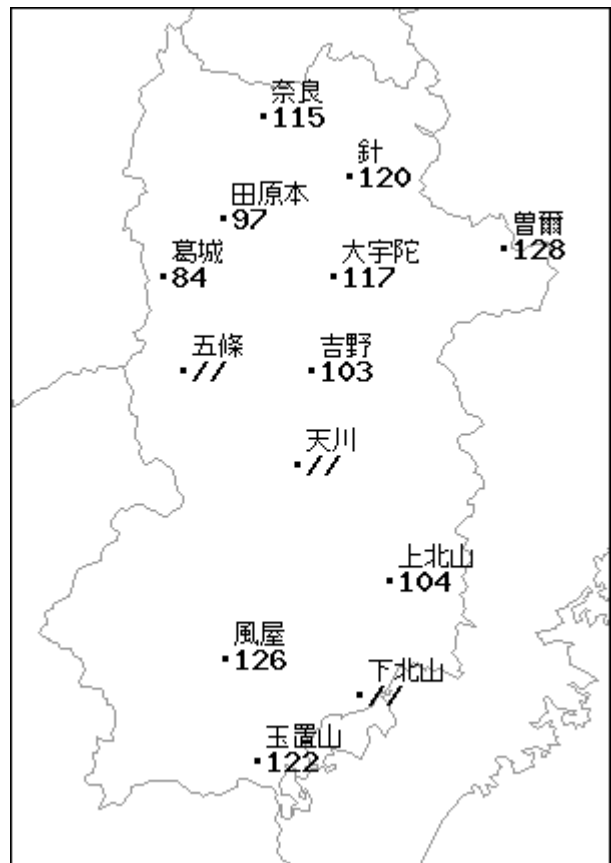 奈良
115
針
120
田原本
97
曽爾
128
葛城
84
大宇陀
117
五條
//
吉野
103
天川
//
上北山
104
風屋
126
下北山
//
玉置山
122